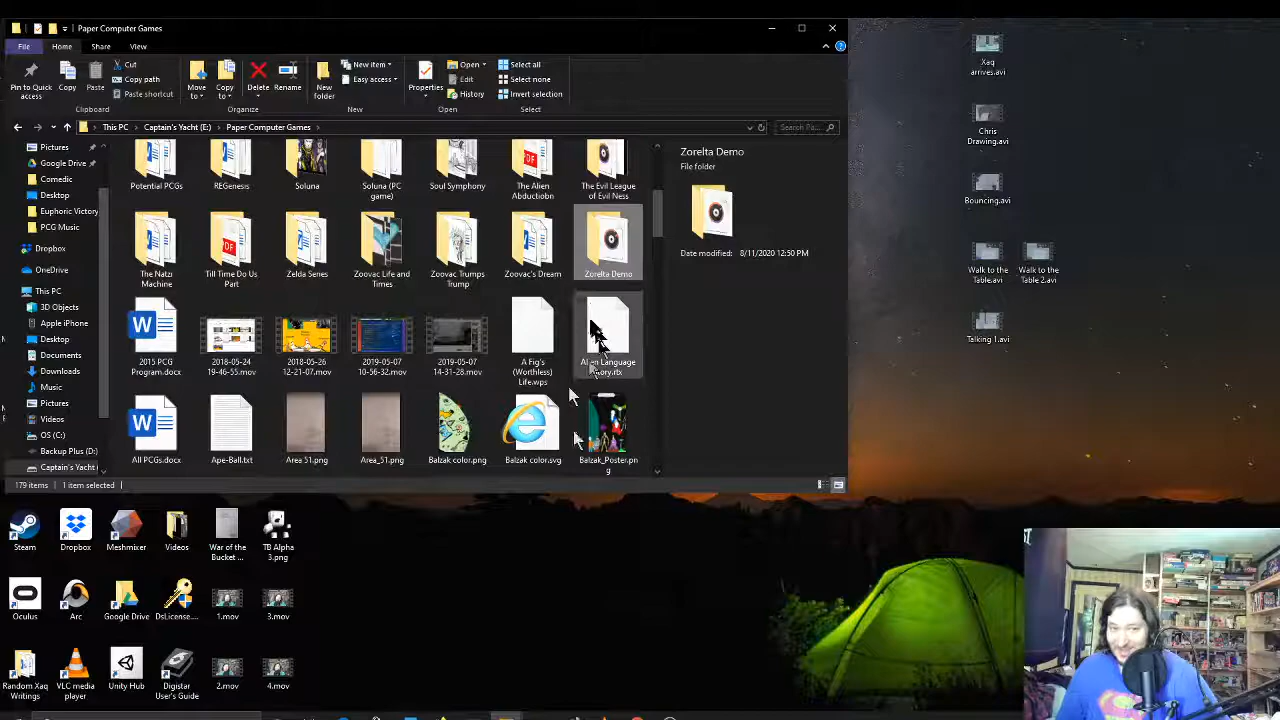 Paper Computer Games
File
Home
Share
View
Pin to Quick access
Copy
Paste
Cut
Copy path
Paste shortcut
Clipboard
Move to
Copy to
Delete
Rename
Organize
New folder
New item
Easy access
New
Properties
Open
Edit
History
Open
Select all
Select none
Invert selection
Select
This PC
Captain's Yacht (E:)
Paper Computer Games
Search Pa...
Pictures
Google Drive
Comedic
Desktop
Euphoric Victory
PCG Music
Dropbox
OneDrive
This PC
3D Objects
Apple iPhone
Desktop
Documents
Downloads
Music
Pictures
Videos
OS (C:)
Backup Plus (D:)
Captain's Yacht
Potential PCGs
REGenesis
Soluna
Soluna (PC game)
Soul Symphony
The Alien Abductiobn
The Evil League of Evil Ness
The Natzi Machine
Till Time Do Us Part
Zelda Series
Zoovac Life and Times
Zoovac Trumps Trump
Zoovac's Dream
Zorelta Demo
2015 PCG Program.docx
2018-05-24 19-46-55.mov
2018-05-26 12-21-07.mov
2019-05-07 10-56-32.mov
2019-05-07 14-31-28.mov
A Fig's (Worthless) Life.wps
All PCGs.docx
Ape-Ball.txt
Area 51.png
Area_51.png
Balzak color.png
Balzak color.svg
Balzak_Poster.png
Zorelta Demo
File folder
Date modified: 8/11/2020 12:50 PM
179 items
1 item selected
Xaq arrives.avi
Chris Drawing.avi
Bouncing.avi
Walk to the Table.avi
Walk to the Table 2.avi
Talking 1.avi
Steam
Dropbox
Meshmixer
Videos
War of the Bucket ...
TB Alpha 3.png
Oculus
Arc
Google Drive
DsLicense....
1.mov
3.mov
Random Xaq Writings
VLC media player
Unity Hub
Digistar User's Guide
2.mov
4.mov